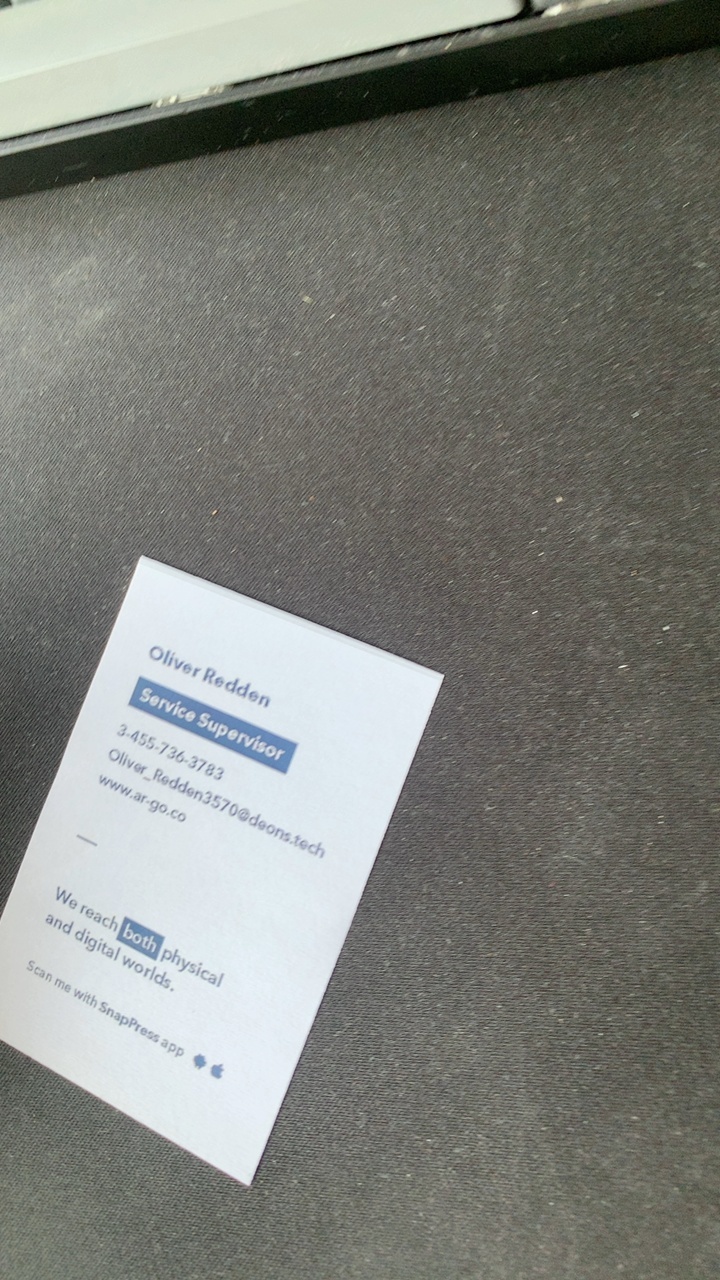 Oliver Redden
Service Supervisor
3-455-736-3783
Oliver_Redden3570@deons.tech
www.ar-go.co
We reach both physical
and digital worlds.
Scan me with SnapPress app